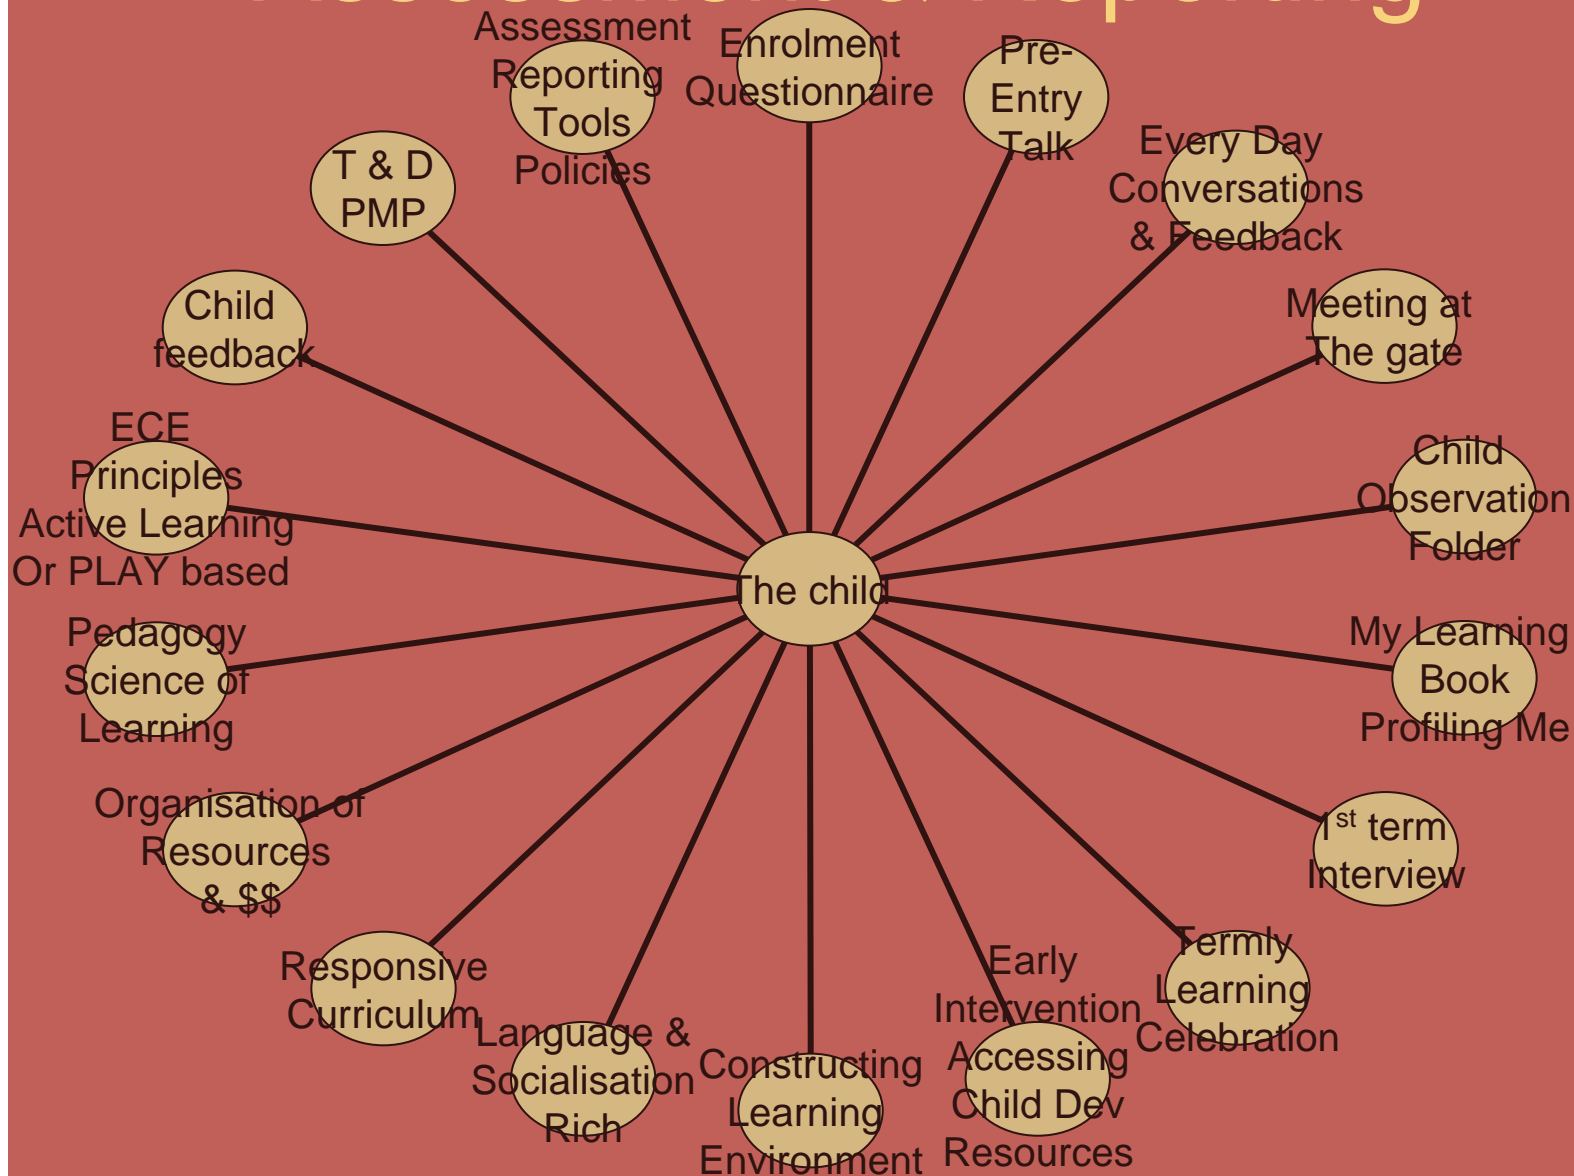 Assessment & Reporting
Enrolment
Questionnaire
Pre-
Entry
Talk
Every Day
Conversations
& Feedback
Meeting at
The gate
Child
Observation
Folder
My Learning
Book
Profiling Me
1st term
Interview
Termly
Learning
Celebration
Early
Intervention
Accessing
Child Dev
Resources
Constructing
Learning
Environment
Language &
Socialisation
Rich
Responsive
Curriculum
Organisation of
Resources
& $$
Pedagogy
Science of
Learning
ECE
Principles
Active Learning
Or PLAY based
Child
feedback
T & D
PMP
Assessment
Reporting
Tools
Policies
The child